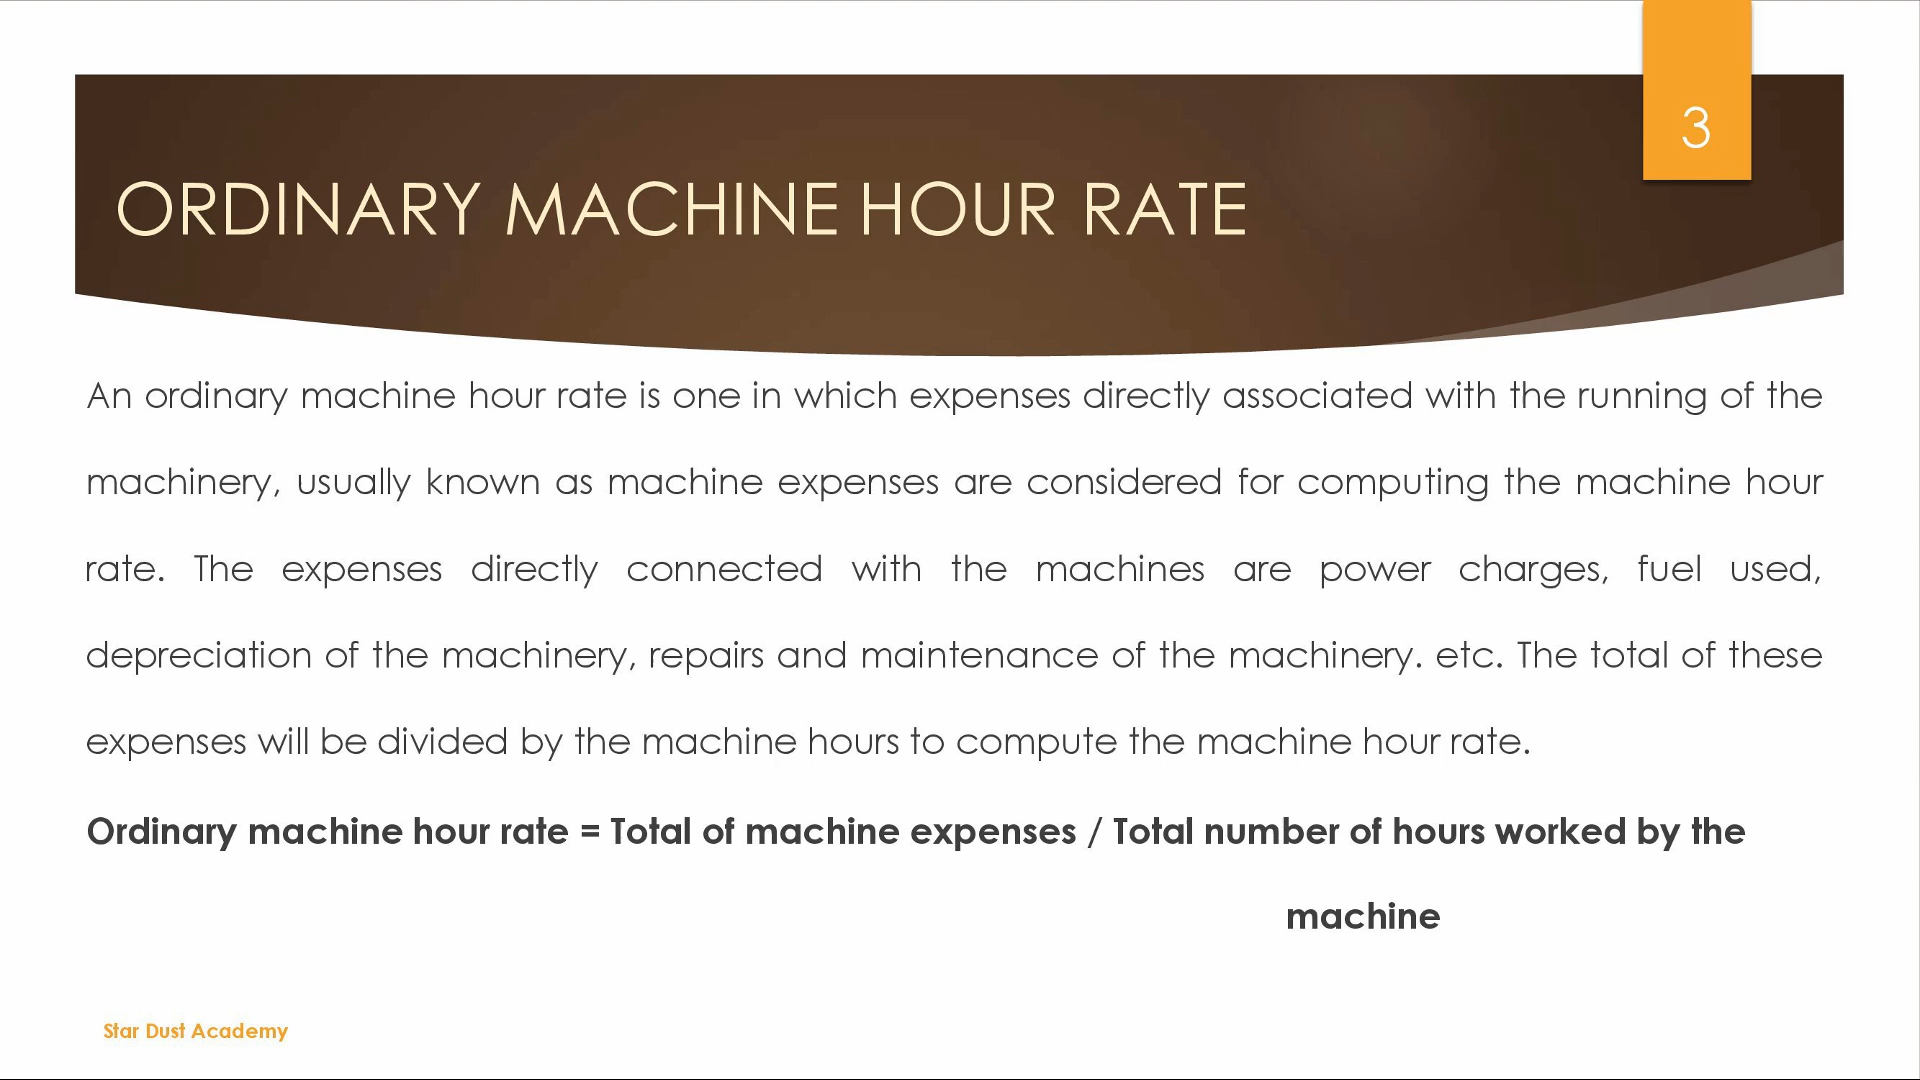 3
ORDINARY MACHINE HOUR RATE
An ordinary machine hour rate is one in which expenses directly associated with the running of the
machinery, usually known as machine expenses are considered for computing the machine hour
rate. The expenses directly connected with the machines are power charges, fuel used,
depreciation of the machinery, repairs and maintenance of the machinery. etc. The total of these
expenses will be divided by the machine hours to compute the machine hour rate.
Ordinary machine hour rate = Total of machine expenses / Total number of hours worked by the
machine
Star Dust Academy